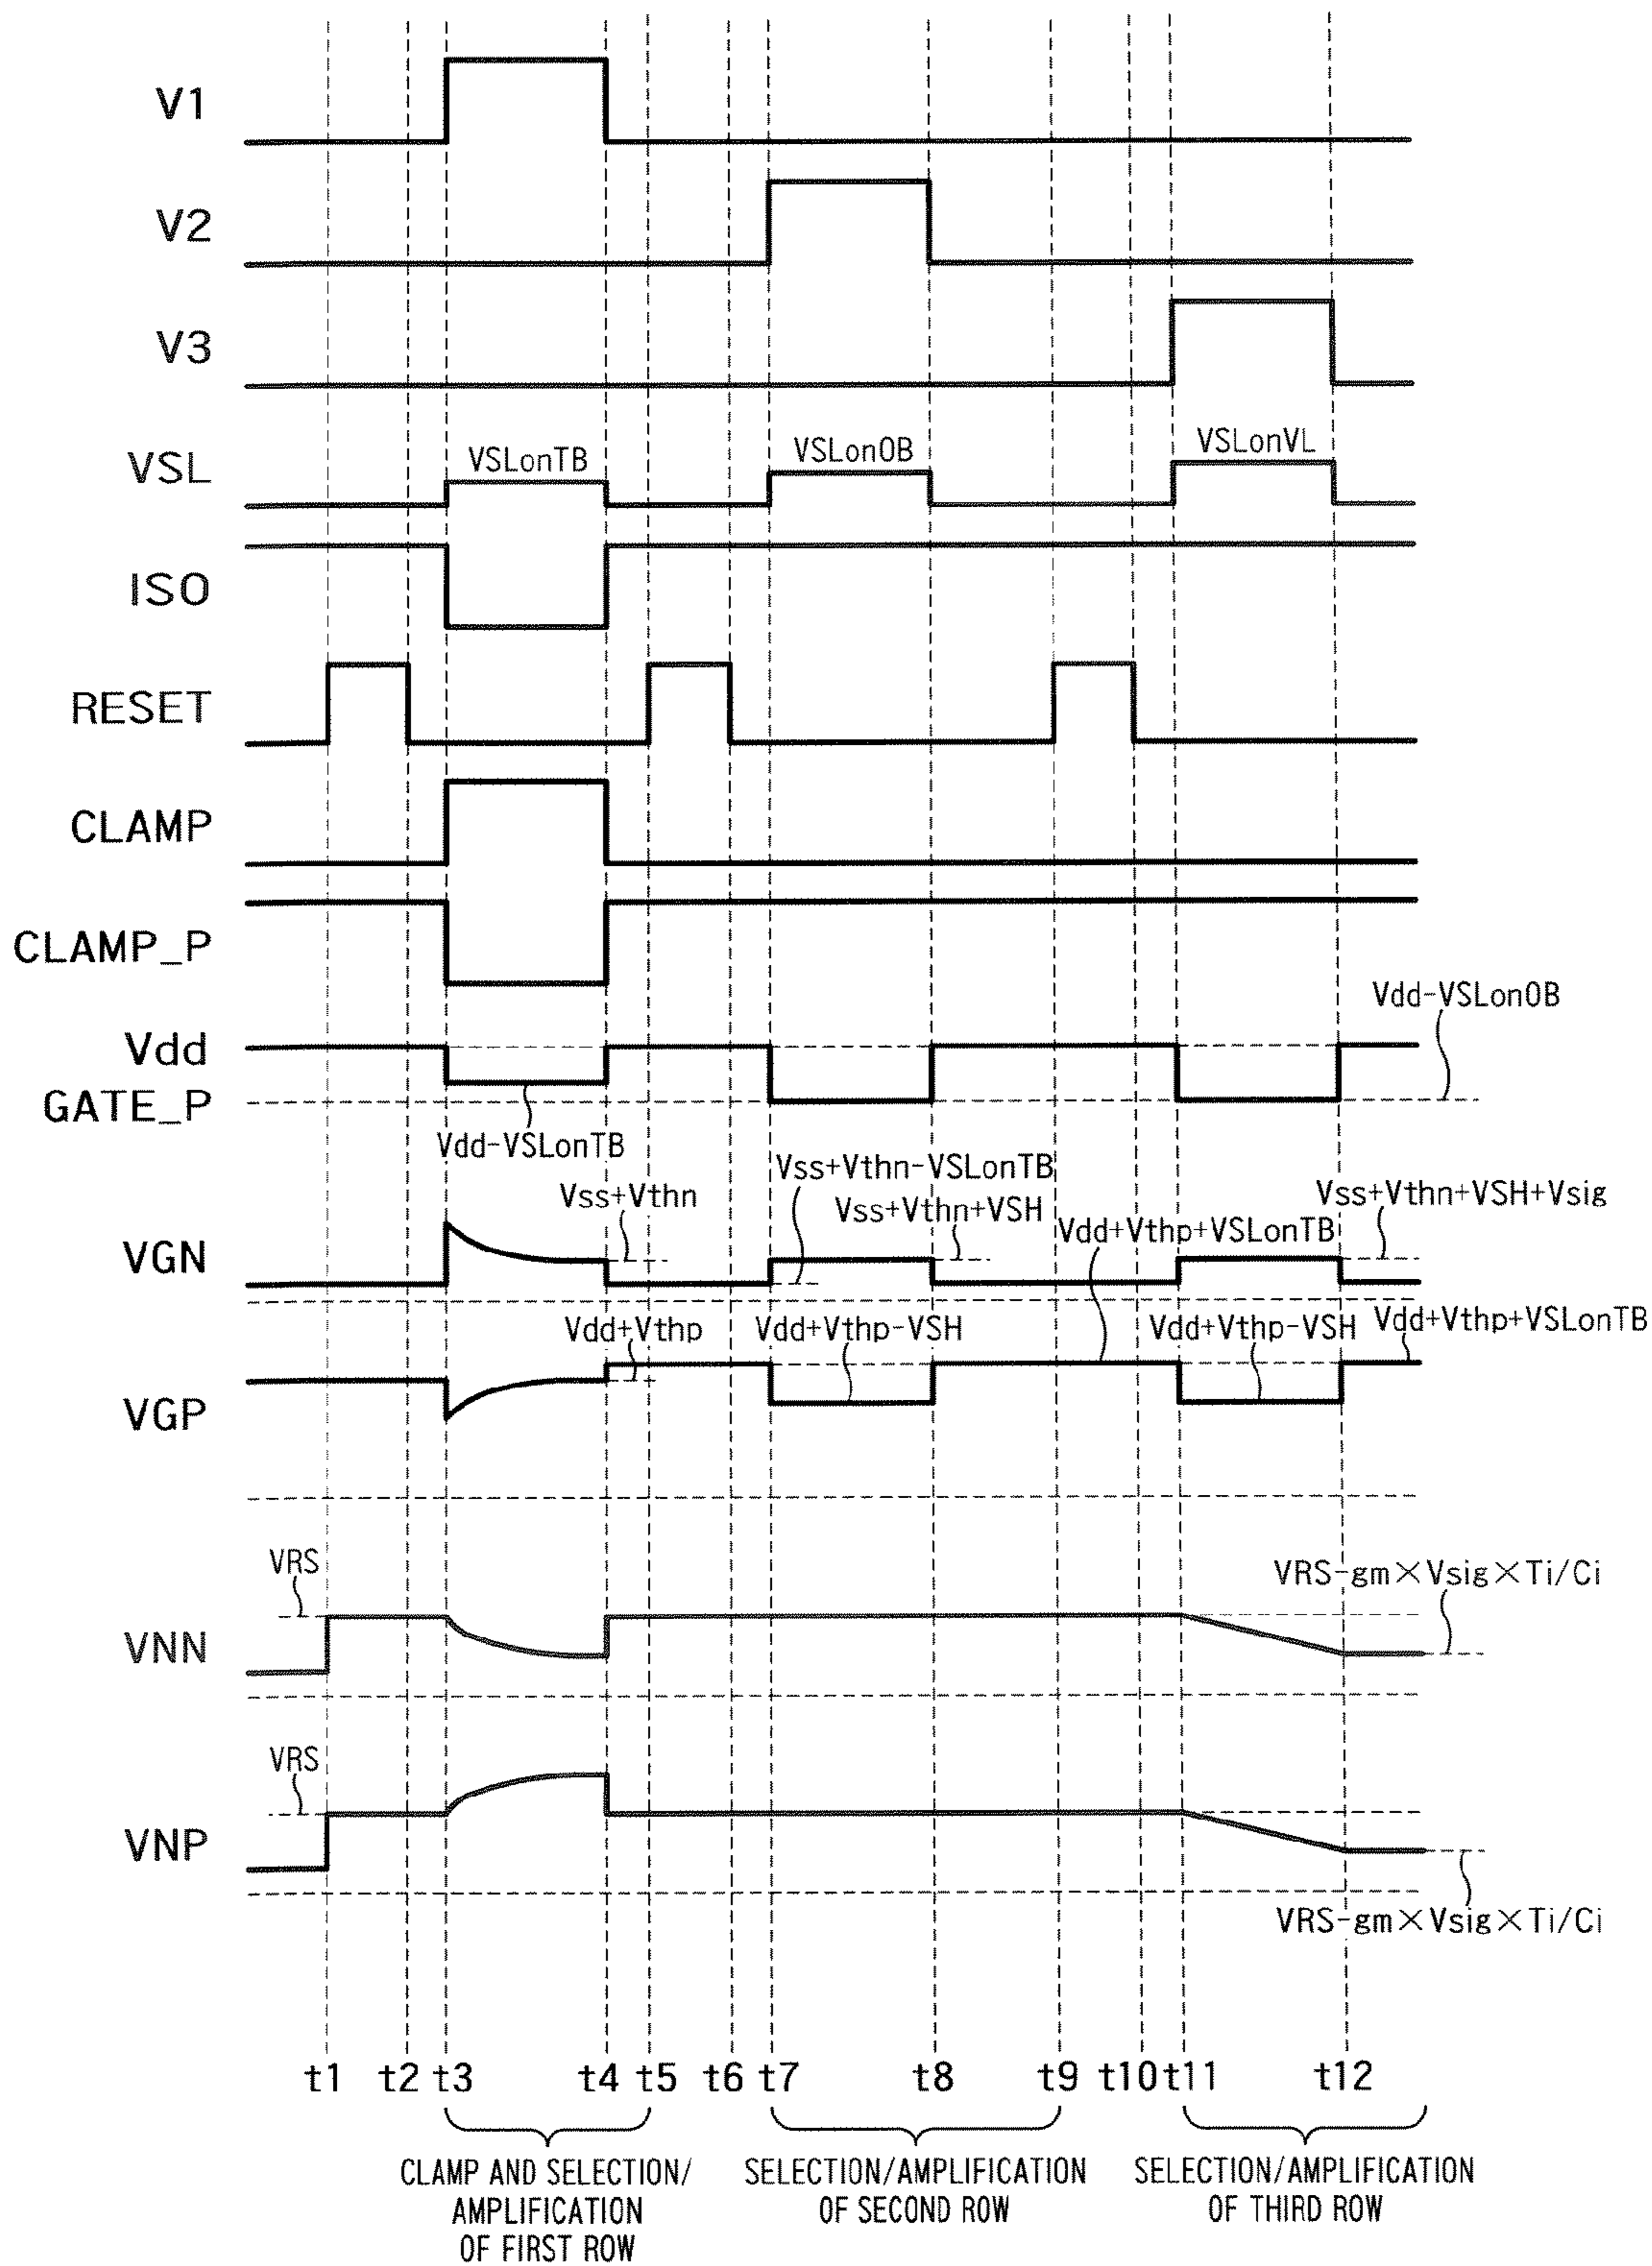 V1
V2
V3
VSL
VSLonTB
VSLonOB
VSLonVL
ISO
RESET
CLAMP
CLAMP_P
Vdd-VSLonOB
Vdd
GATE_P
Vdd-VSLonTB
Vss+Vthn-VSLonTB
Vss+Vthn
Vss+Vthn+VSH
Vss+Vthn+VSH+Vsig
Vdd+Vthp+VSLonTB
VGN
Vdd+Vthp
Vdd+Vthp-VSH
Vdd+Vthp-VSH
Vdd+Vthp+VSLonTB
VGP
VRS
VRS-gm×Vsig×Ti/Ci
VNN
VRS
VNP
VRS-gm×Vsig×Ti/Ci
t1 t2 t3 t4 t5 t6 t7 t8 t9 t10 t11 t12
CLAMP AND SELECTION/
AMPLIFICATION
OF FIRST ROW
SELECTION/AMPLIFICATION
OF SECOND ROW
SELECTION/AMPLIFICATION
OF THIRD ROW